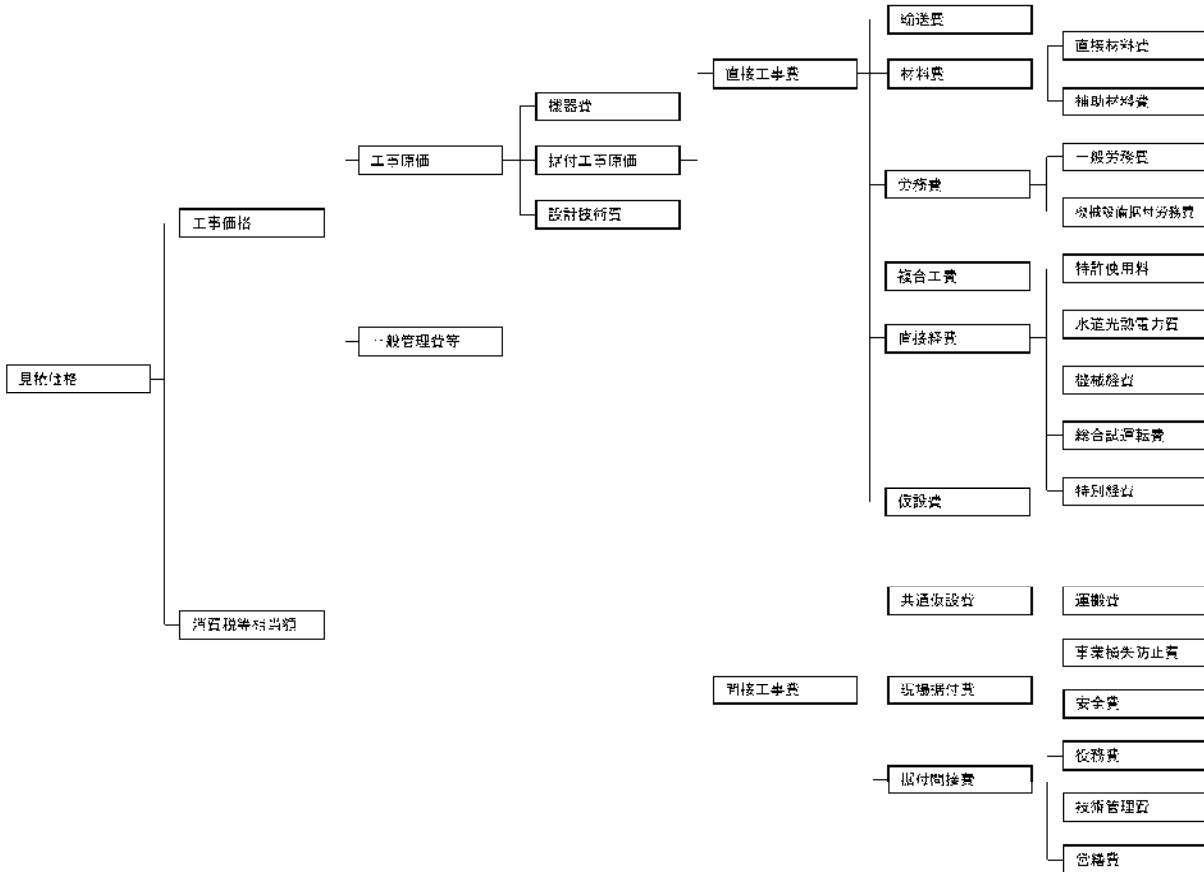 見積価格
工事価格
消費税等相当額
工事原価
一般管理費等
機器費
据付工事原価
設計技術費
直接工事費
間接工事費
輸送費
材料費
労務費
複合工費
直接経費
仮設費
共通仮設費
現場据付費
据付間接費
直接材料費
補助材料費
一般労務費
機械設備据付労務費
特許使用料
水道光熱電力費
機械経費
総合試運転費
特別経費
運搬費
事業損失防止費
安全費
役務費
技術管理費
営繕費